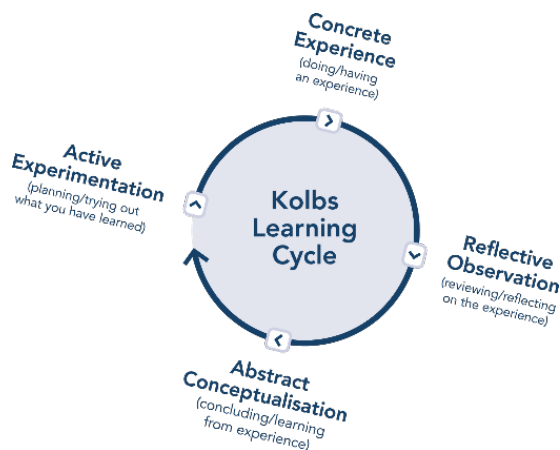 Concrete
Experience
(doing/having
an experience)
Active
Experimentation
(planning/trying out
what you have learned)
Kolbs
Learning
Cycle
Reflective
Observation
(reviewing/reflecting
on the experience)
Abstract
Conceptualisation
(concluding/learning
from experience)